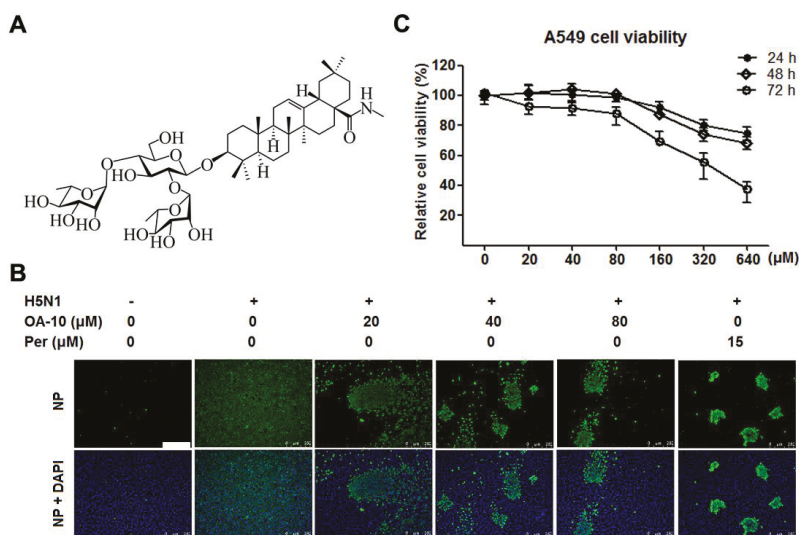 A
H
H
N
O
OH
O
O
HO
O
O
O
H
O
O
HO
HO
OH
O
HO
HO
OH
C
A549 cell viability
24 h
48 h
72 h
Relative cell viability (%)
120
100
80
60
40
20
0 20 40 80 160 320 640 (μM)
B
H5N1 - + + + + +
OA-10 (μM) 0 0 20 40 80 0
Per (μM) 0 0 0 0 0 15
NP
NP + DAPI